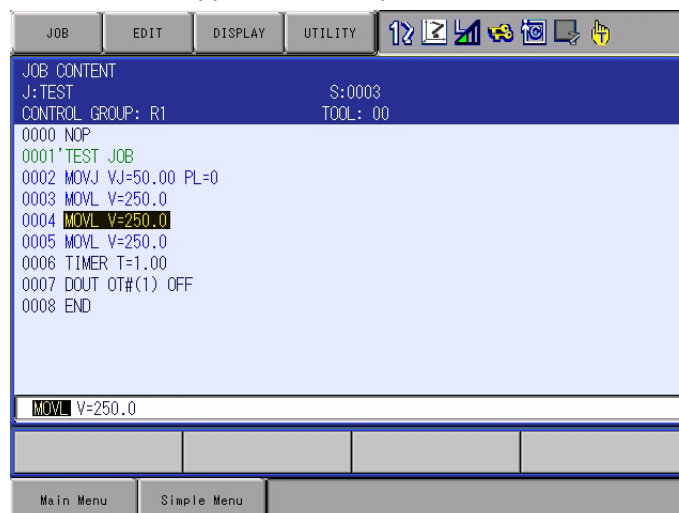 JOB EDIT DISPLAY UTILITY
JOB CONTENT
J:TEST S:0003
CONTROL GROUP: R1 TOOL: 00
0000 NOP
0001'TEST JOB
0002 MOVJ VJ=50.00 PL=0
0003 MOVL V=250.0
0004 MOVL V=250.0
0005 MOVL V=250.0
0006 TIMER T=1.00
0007 DOUT OT#(1) OFF
0008 END
MOVL V=250.0
Main Menu Simple Menu